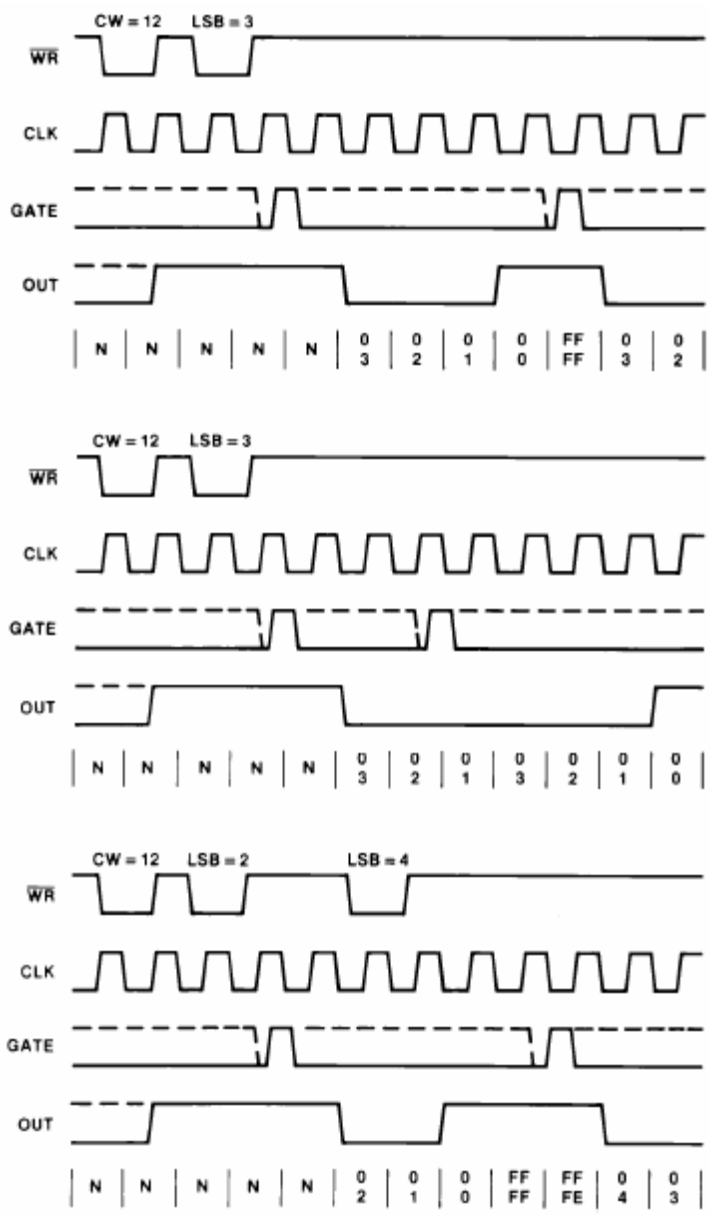 CW = 12 LSB = 3
WR
CLK
GATE
OUT
N N N N N 0 0 0 0 FF 0 0
3 2 1 0 FF 3 2
CW = 12 LSB = 3
WR
CLK
GATE
OUT
N N N N N 0 0 0 0 0 0 0
3 2 1 3 2 1 0
CW = 12 LSB = 2 LSB = 4
WR
CLK
GATE
OUT
N N N N N 0 0 0 FF FF 0 0
2 1 0 FF FE 4 3